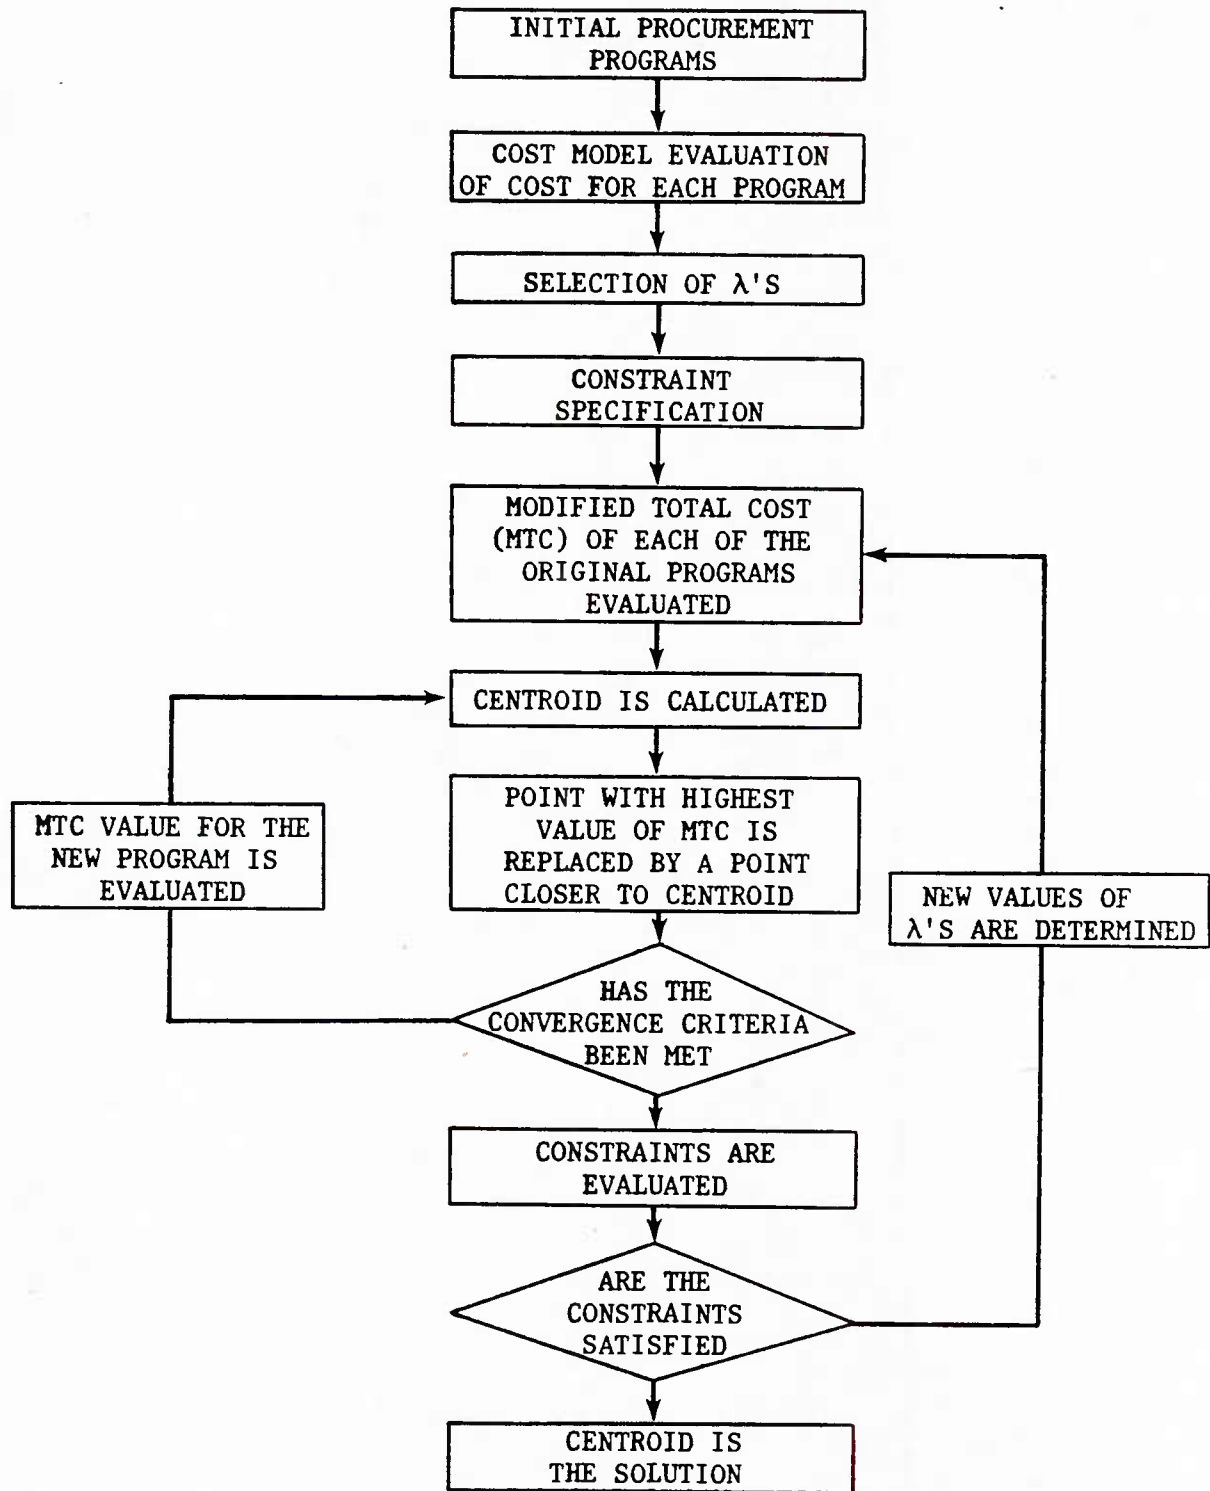 INITIAL PROCUREMENT
PROGRAMS
COST MODEL EVALUATION
OF COST FOR EACH PROGRAM
SELECTION OF λ'S
CONSTRAINT
SPECIFICATION
MODIFIED TOTAL COST
(MTC) OF EACH OF THE
ORIGINAL PROGRAMS
EVALUATED
CENTROID IS CALCULATED
POINT WITH HIGHEST
VALUE OF MTC IS
REPLACED BY A POINT
CLOSER TO CENTROID
MTC VALUE FOR THE
NEW PROGRAM IS
EVALUATED
NEW VALUES OF
λ'S ARE DETERMINED
HAS THE
CONVERGENCE CRITERIA
BEEN MET
CONSTRAINTS ARE
EVALUATED
ARE THE
CONSTRAINTS
SATISFIED
CENTROID IS
THE SOLUTION